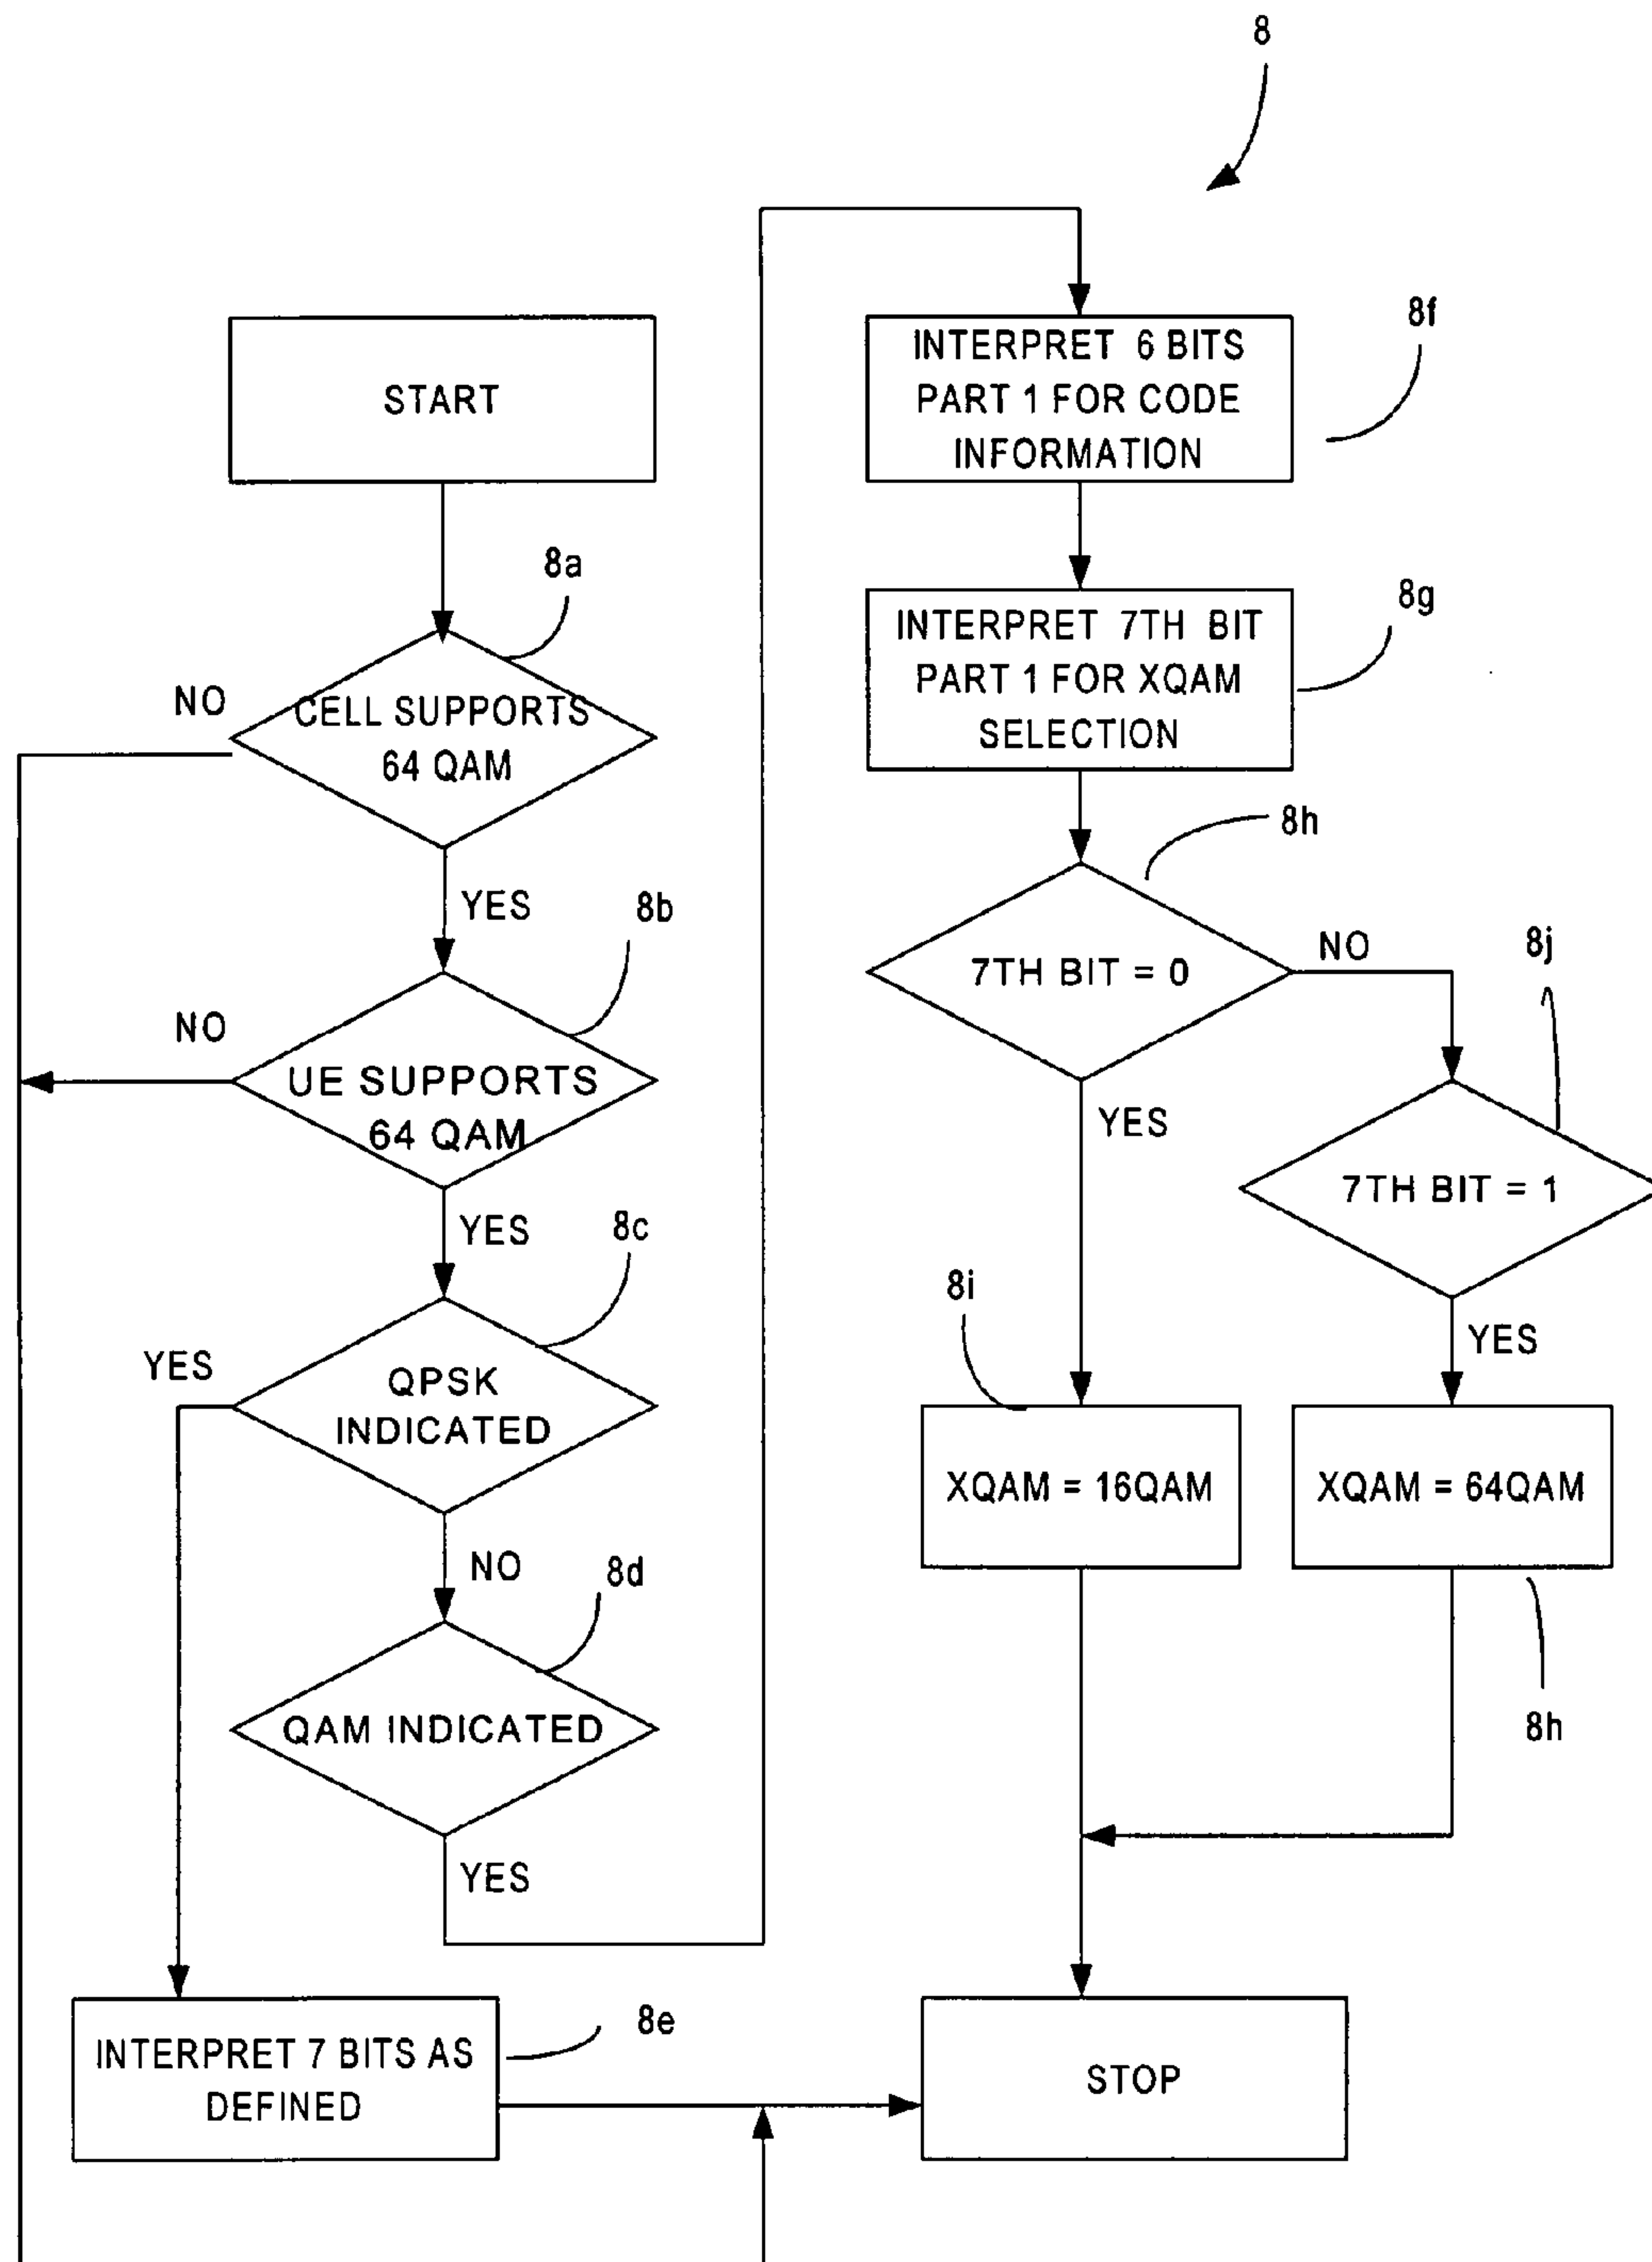 8
START
8a
NO
CELL SUPPORTS
64 QAM
YES
8b
NO
UE SUPPORTS
64 QAM
YES
8c
YES
QPSK
INDICATED
NO
8d
QAM INDICATED
YES
8e
INTERPRET 7 BITS AS
DEFINED
8f
INTERPRET 6 BITS
PART 1 FOR CODE
INFORMATION
8g
INTERPRET 7TH BIT
PART 1 FOR XQAM
SELECTION
8h
7TH BIT = 0
NO
8j
YES
7TH BIT = 1
8i
YES
XQAM = 16QAM
XQAM = 64QAM
8h
STOP